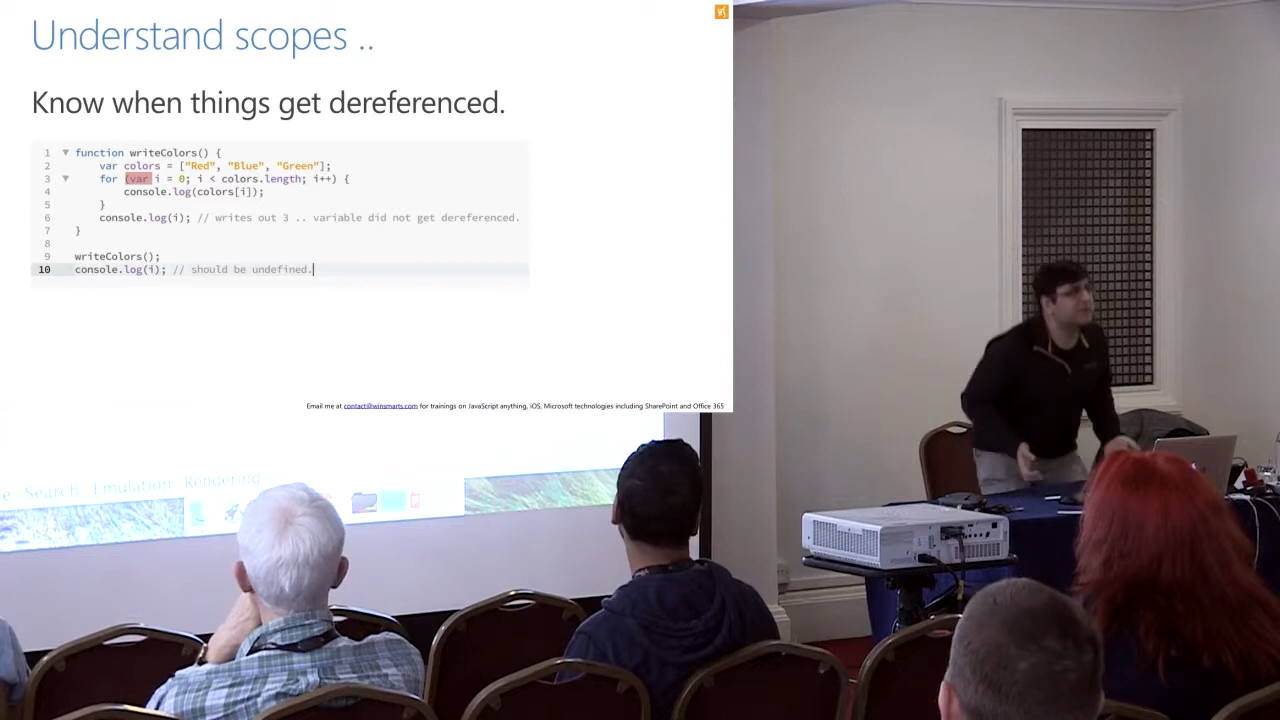 Understand scopes ..
Know when things get dereferenced.
1 function writeColors() {
2 var colors = ["Red", "Blue", "Green"];
3 for (var i = 0; i < colors.length; i++) {
4 console.log(colors[i]);
5 }
6 console.log(i); // writes out 3 .. variable did not get dereferenced.
7 }
8
9 writeColors();
10 console.log(i); // should be undefined.
Email me at contact@winsmarts.com for trainings on JavaScript anything, iOS, Microsoft technologies including SharePoint and Office 365
Search Emulation Rendering